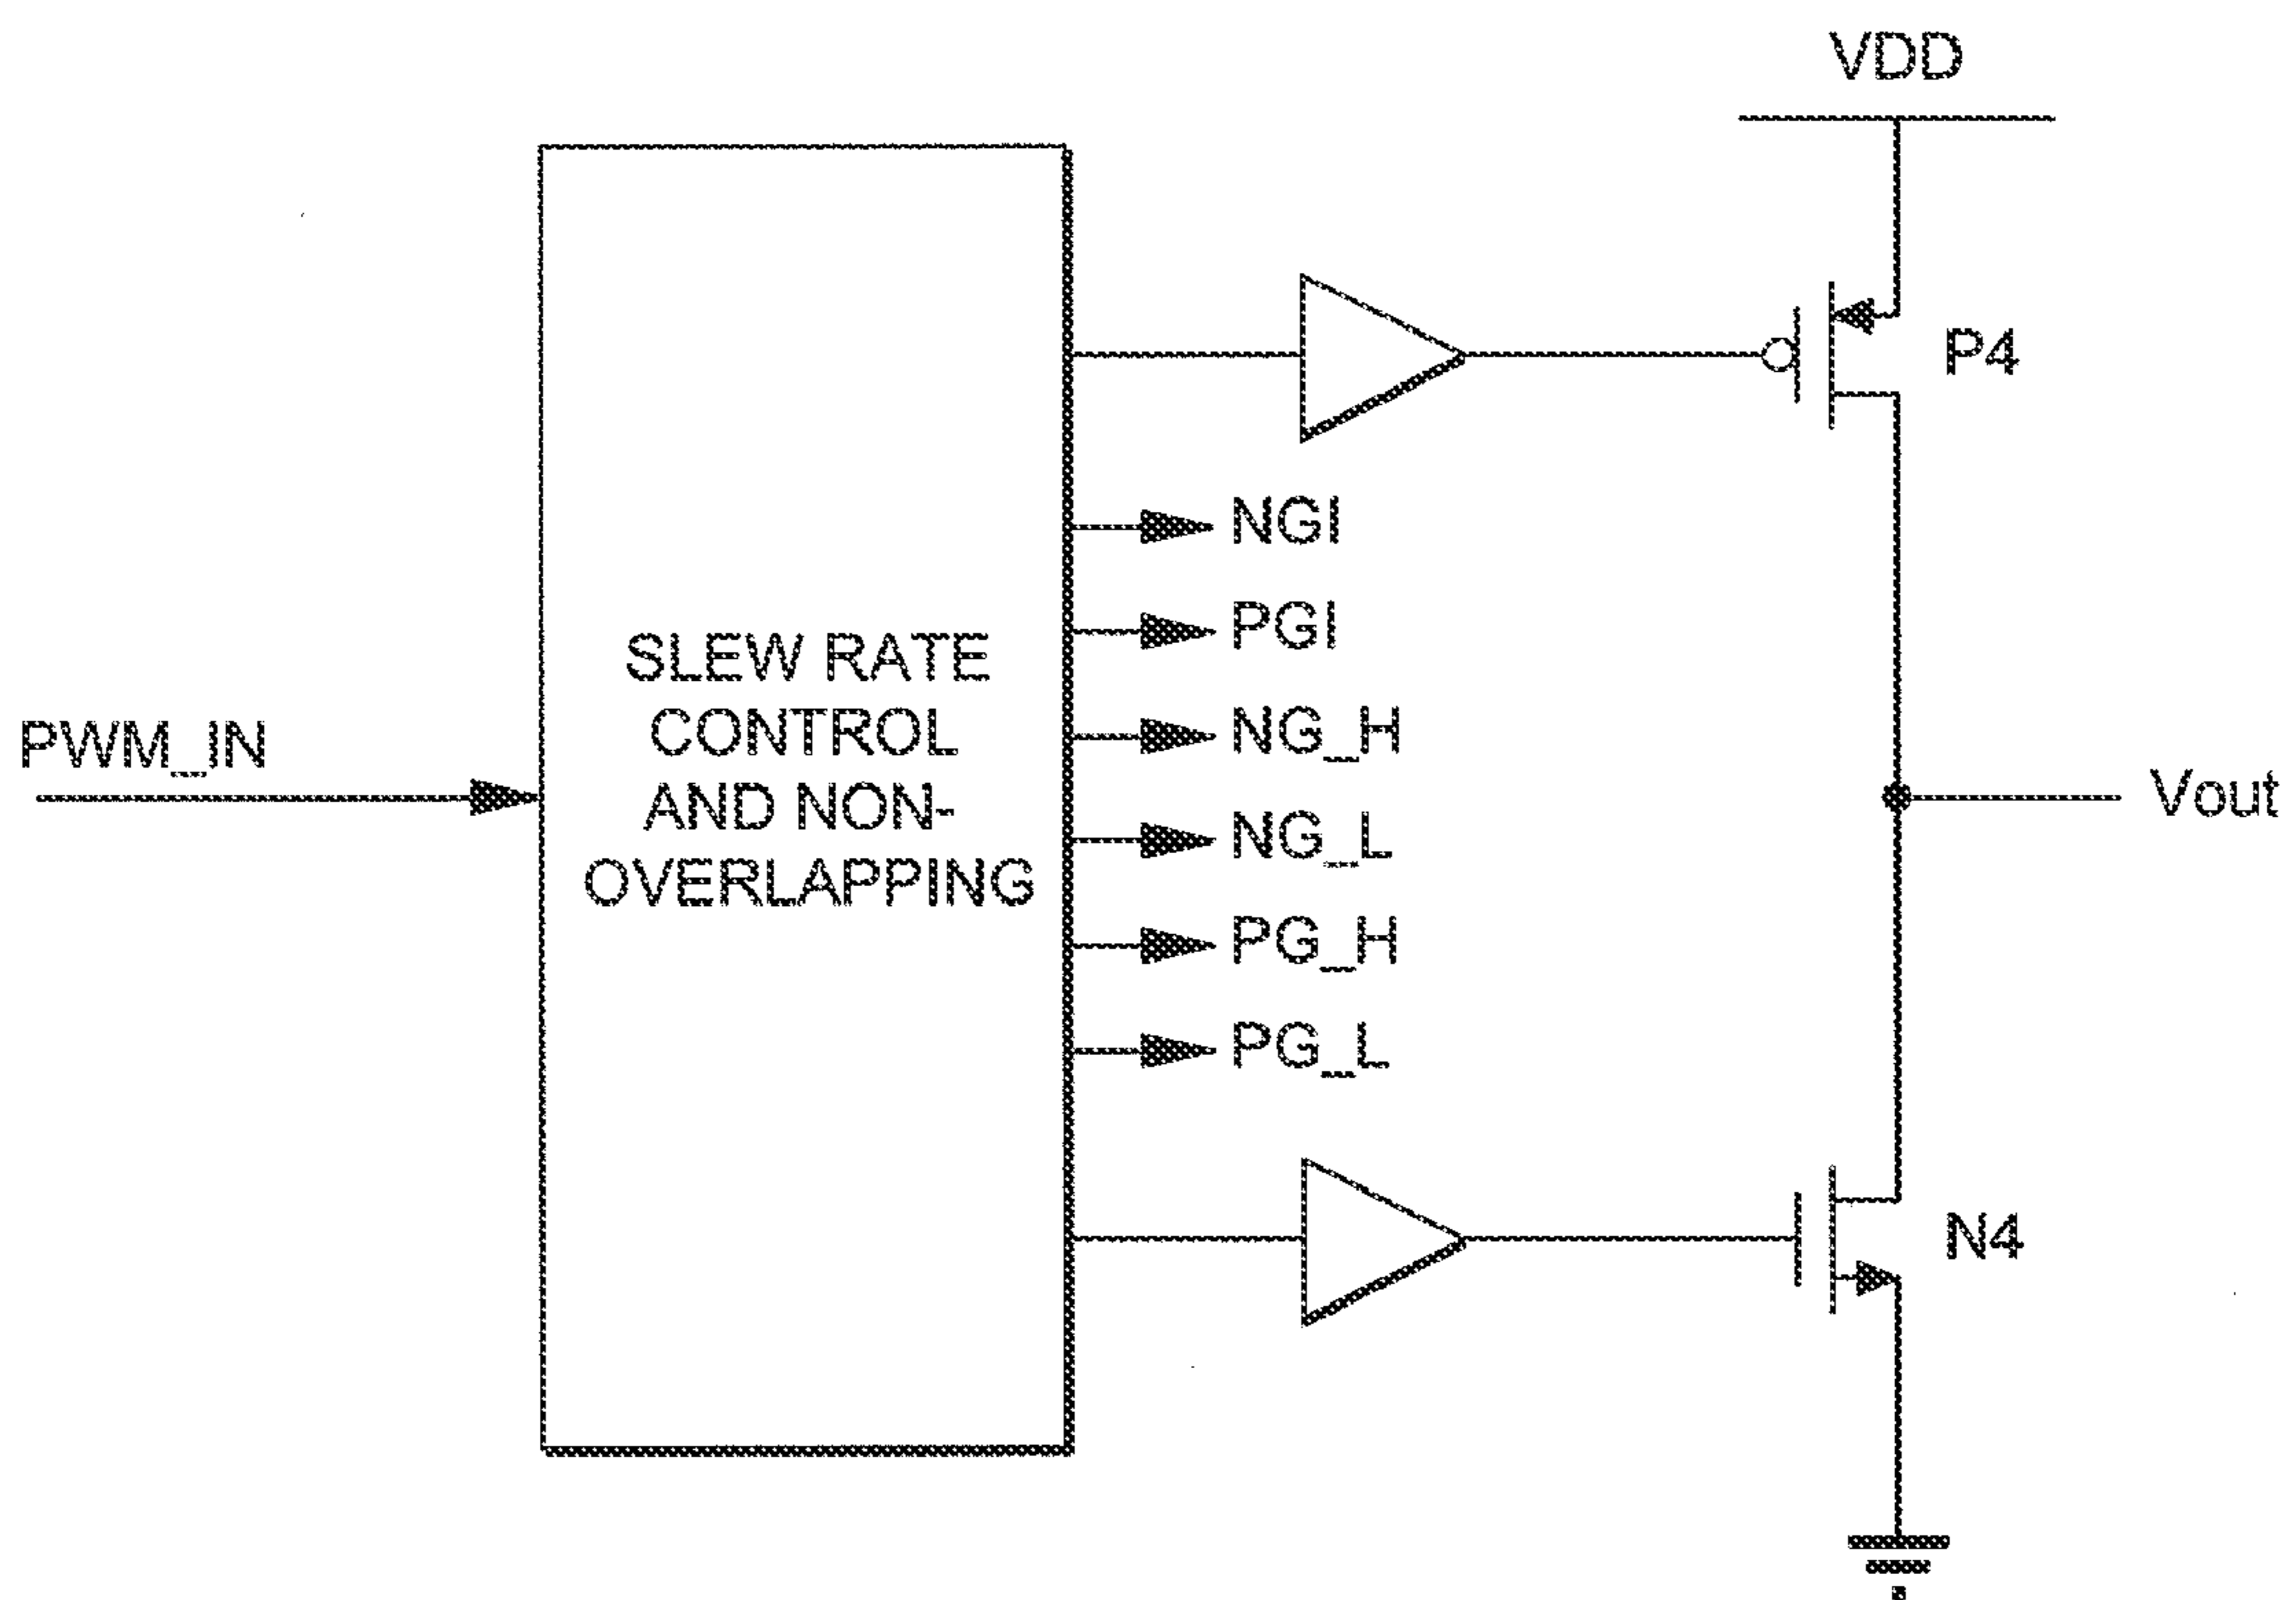 VDD
P4
NGI
PGI
SLEW RATE
CONTROL
AND NON-
OVERLAPPING
PWM_IN
NG_H
NG_L
Vout
PG_H
PG_L
N4